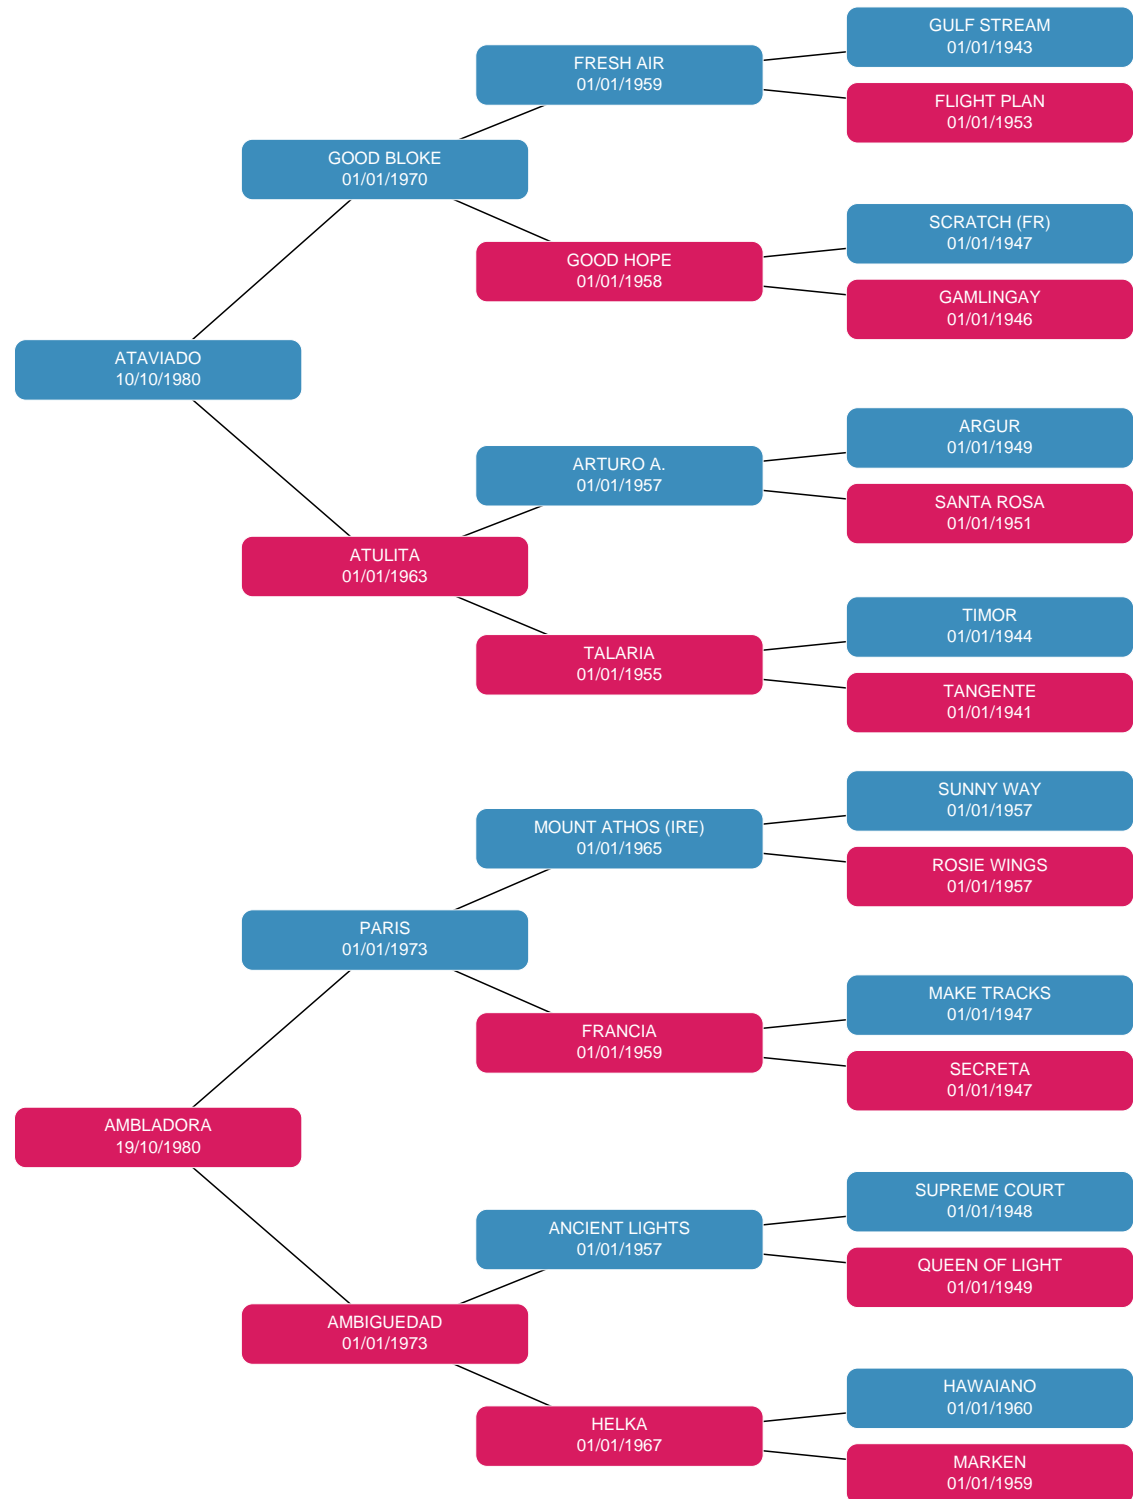 GULF STREAM
01/01/1943
FRESH AIR
01/01/1959
FLIGHT PLAN
01/01/1953
GOOD BLOKE
01/01/1970
SCRATCH (FR)
01/01/1947
GOOD HOPE
01/01/1958
GAMLINGAY
01/01/1946
ATAVIADO
10/10/1980
ARGUR
01/01/1949
ARTURO A.
01/01/1957
SANTA ROSA
01/01/1951
ATULITA
01/01/1963
TIMOR
01/01/1944
TALARIA
01/01/1955
TANGENTE
01/01/1941
SUNNY WAY
01/01/1957
MOUNT ATHOS (IRE)
01/01/1965
ROSIE WINGS
01/01/1957
PARIS
01/01/1973
MAKE TRACKS
01/01/1947
FRANCIA
01/01/1959
SECRETA
01/01/1947
AMBLADORA
19/10/1980
SUPREME COURT
01/01/1948
ANCIENT LIGHTS
01/01/1957
QUEEN OF LIGHT
01/01/1949
AMBIGUEDAD
01/01/1973
HAWAIANO
01/01/1960
HELKA
01/01/1967
MARKEN
01/01/1959